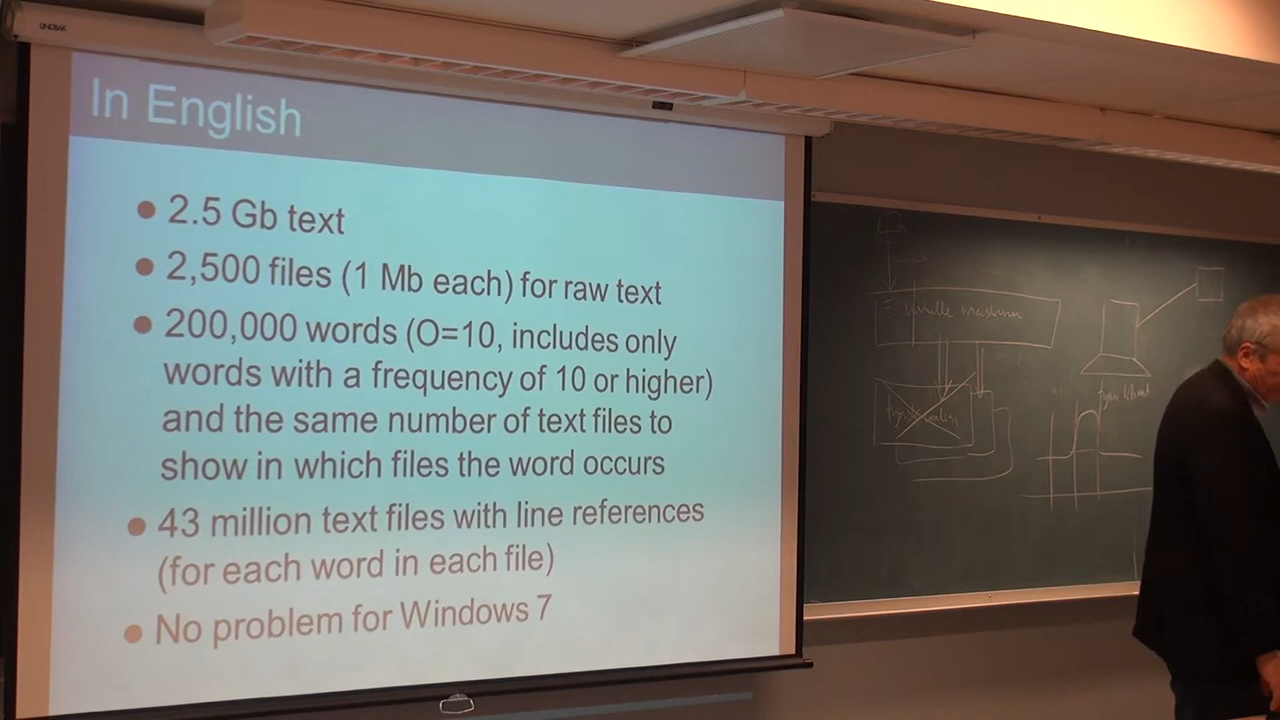 In English
2.5 Gb text
2,500 files (1 Mb each) for raw text
200,000 words (O=10, includes only
words with a frequency of 10 or higher)
and the same number of text files to
show in which files the word occurs
43 million text files with line references
(for each word in each file)
No problem for Windows 7